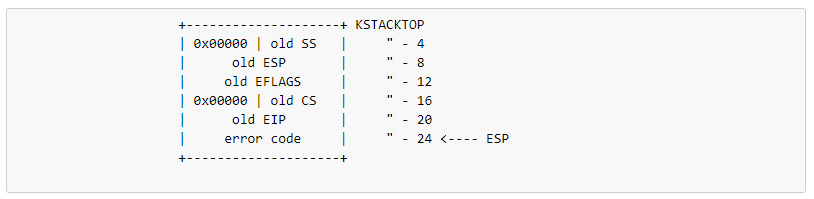 +--------------------+ KSTACKTOP
| 0x00000 | old SS   |     " - 4
|      old ESP       |     " - 8
|     old EFLAGS     |     " - 12
| 0x00000 | old CS   |     " - 16
|      old EIP       |     " - 20
|     error code     |     " - 24 <---- ESP
+--------------------+